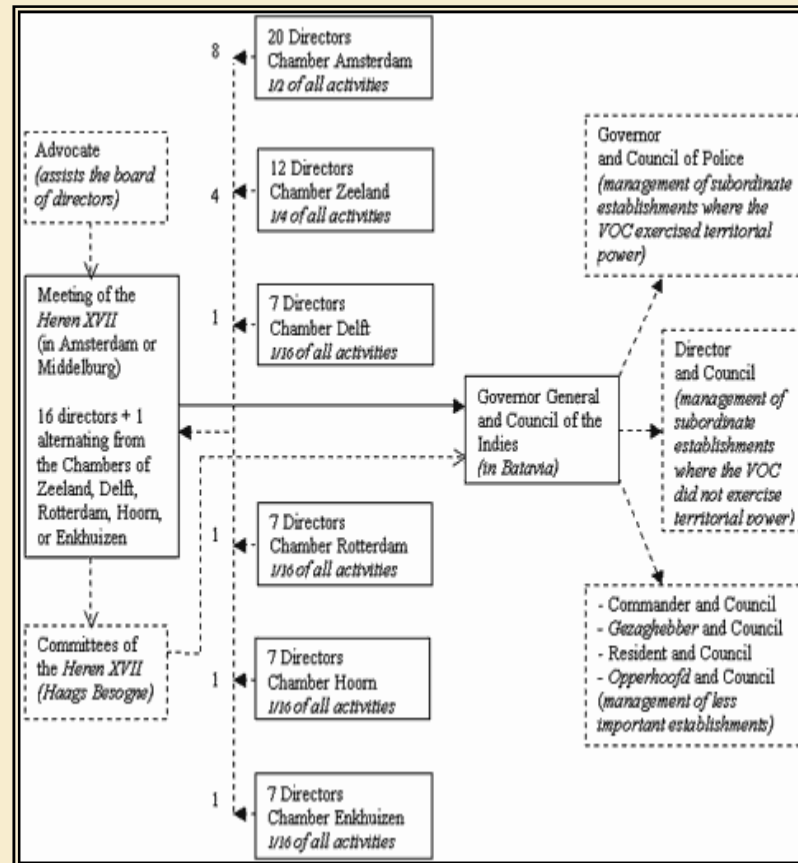 Advocate
(assists the board
of directors)
Meeting of the
Heren XVII
(in Amsterdam or
Middelburg)
16 directors + 1
alternating from
the Chambers of
Zeeland, Delft,
Rotterdam, Hoorn,
or Enkhuizen
Committees of
the Heren XVII
(Haags Besogne)
8
20 Directors
Chamber Amsterdam
1/2 of all activities
4
12 Directors
Chamber Zeeland
1/4 of all activities
1
7 Directors
Chamber Delft
1/16 of all activities
1
7 Directors
Chamber Rotterdam
1/16 of all activities
1
7 Directors
Chamber Hoorn
1/16 of all activities
1
7 Directors
Chamber Enkhuizen
1/16 of all activities
Governor General
and Council of the
Indies
(in Batavia)
Governor
and Council of Police
(management of subordinate
establishments where the
VOC exercised territorial
power)
Director
and Council
(management of
subordinate
establishments
where the VOC
did not exercise
territorial power)
- Commander and Council
- Gezaghebber and Council
- Resident and Council
- Opperhoofd and Council
(management of less
important establishments)